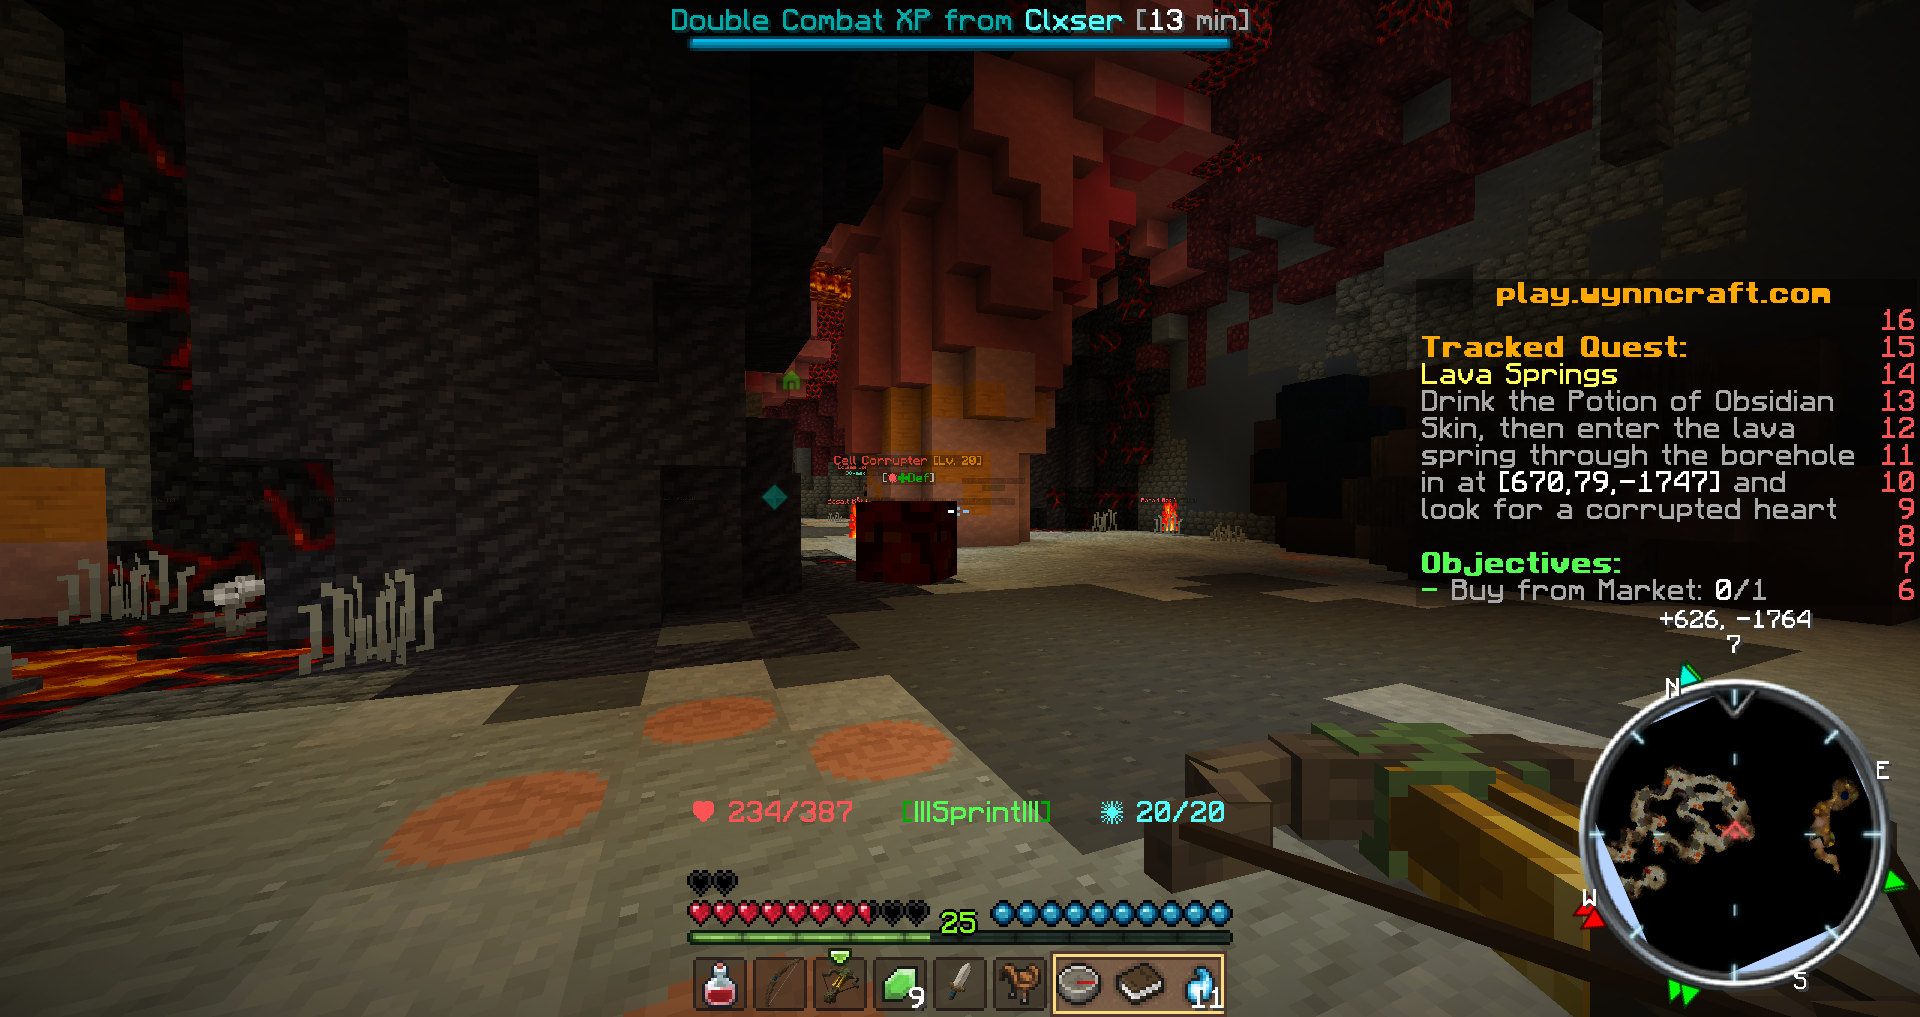 Double Combat XP from Clxser [13 min]
play.wynncraft.com
16
Tracked Quest: 15
Lava Springs 14
Drink the Potion of Obsidian 13
Skin, then enter the lava 12
spring through the borehole 11
in at [670,79,-1747] and 10
look for a corrupted heart 9
8
Objectives: 7
- Buy from Market: 0/1 6
+626, -1764
7
Cell Corrupter [Lv. 20]
Def]
N
E
W
S
234/387 [|||Sprint|||] 20/20
25
9
11